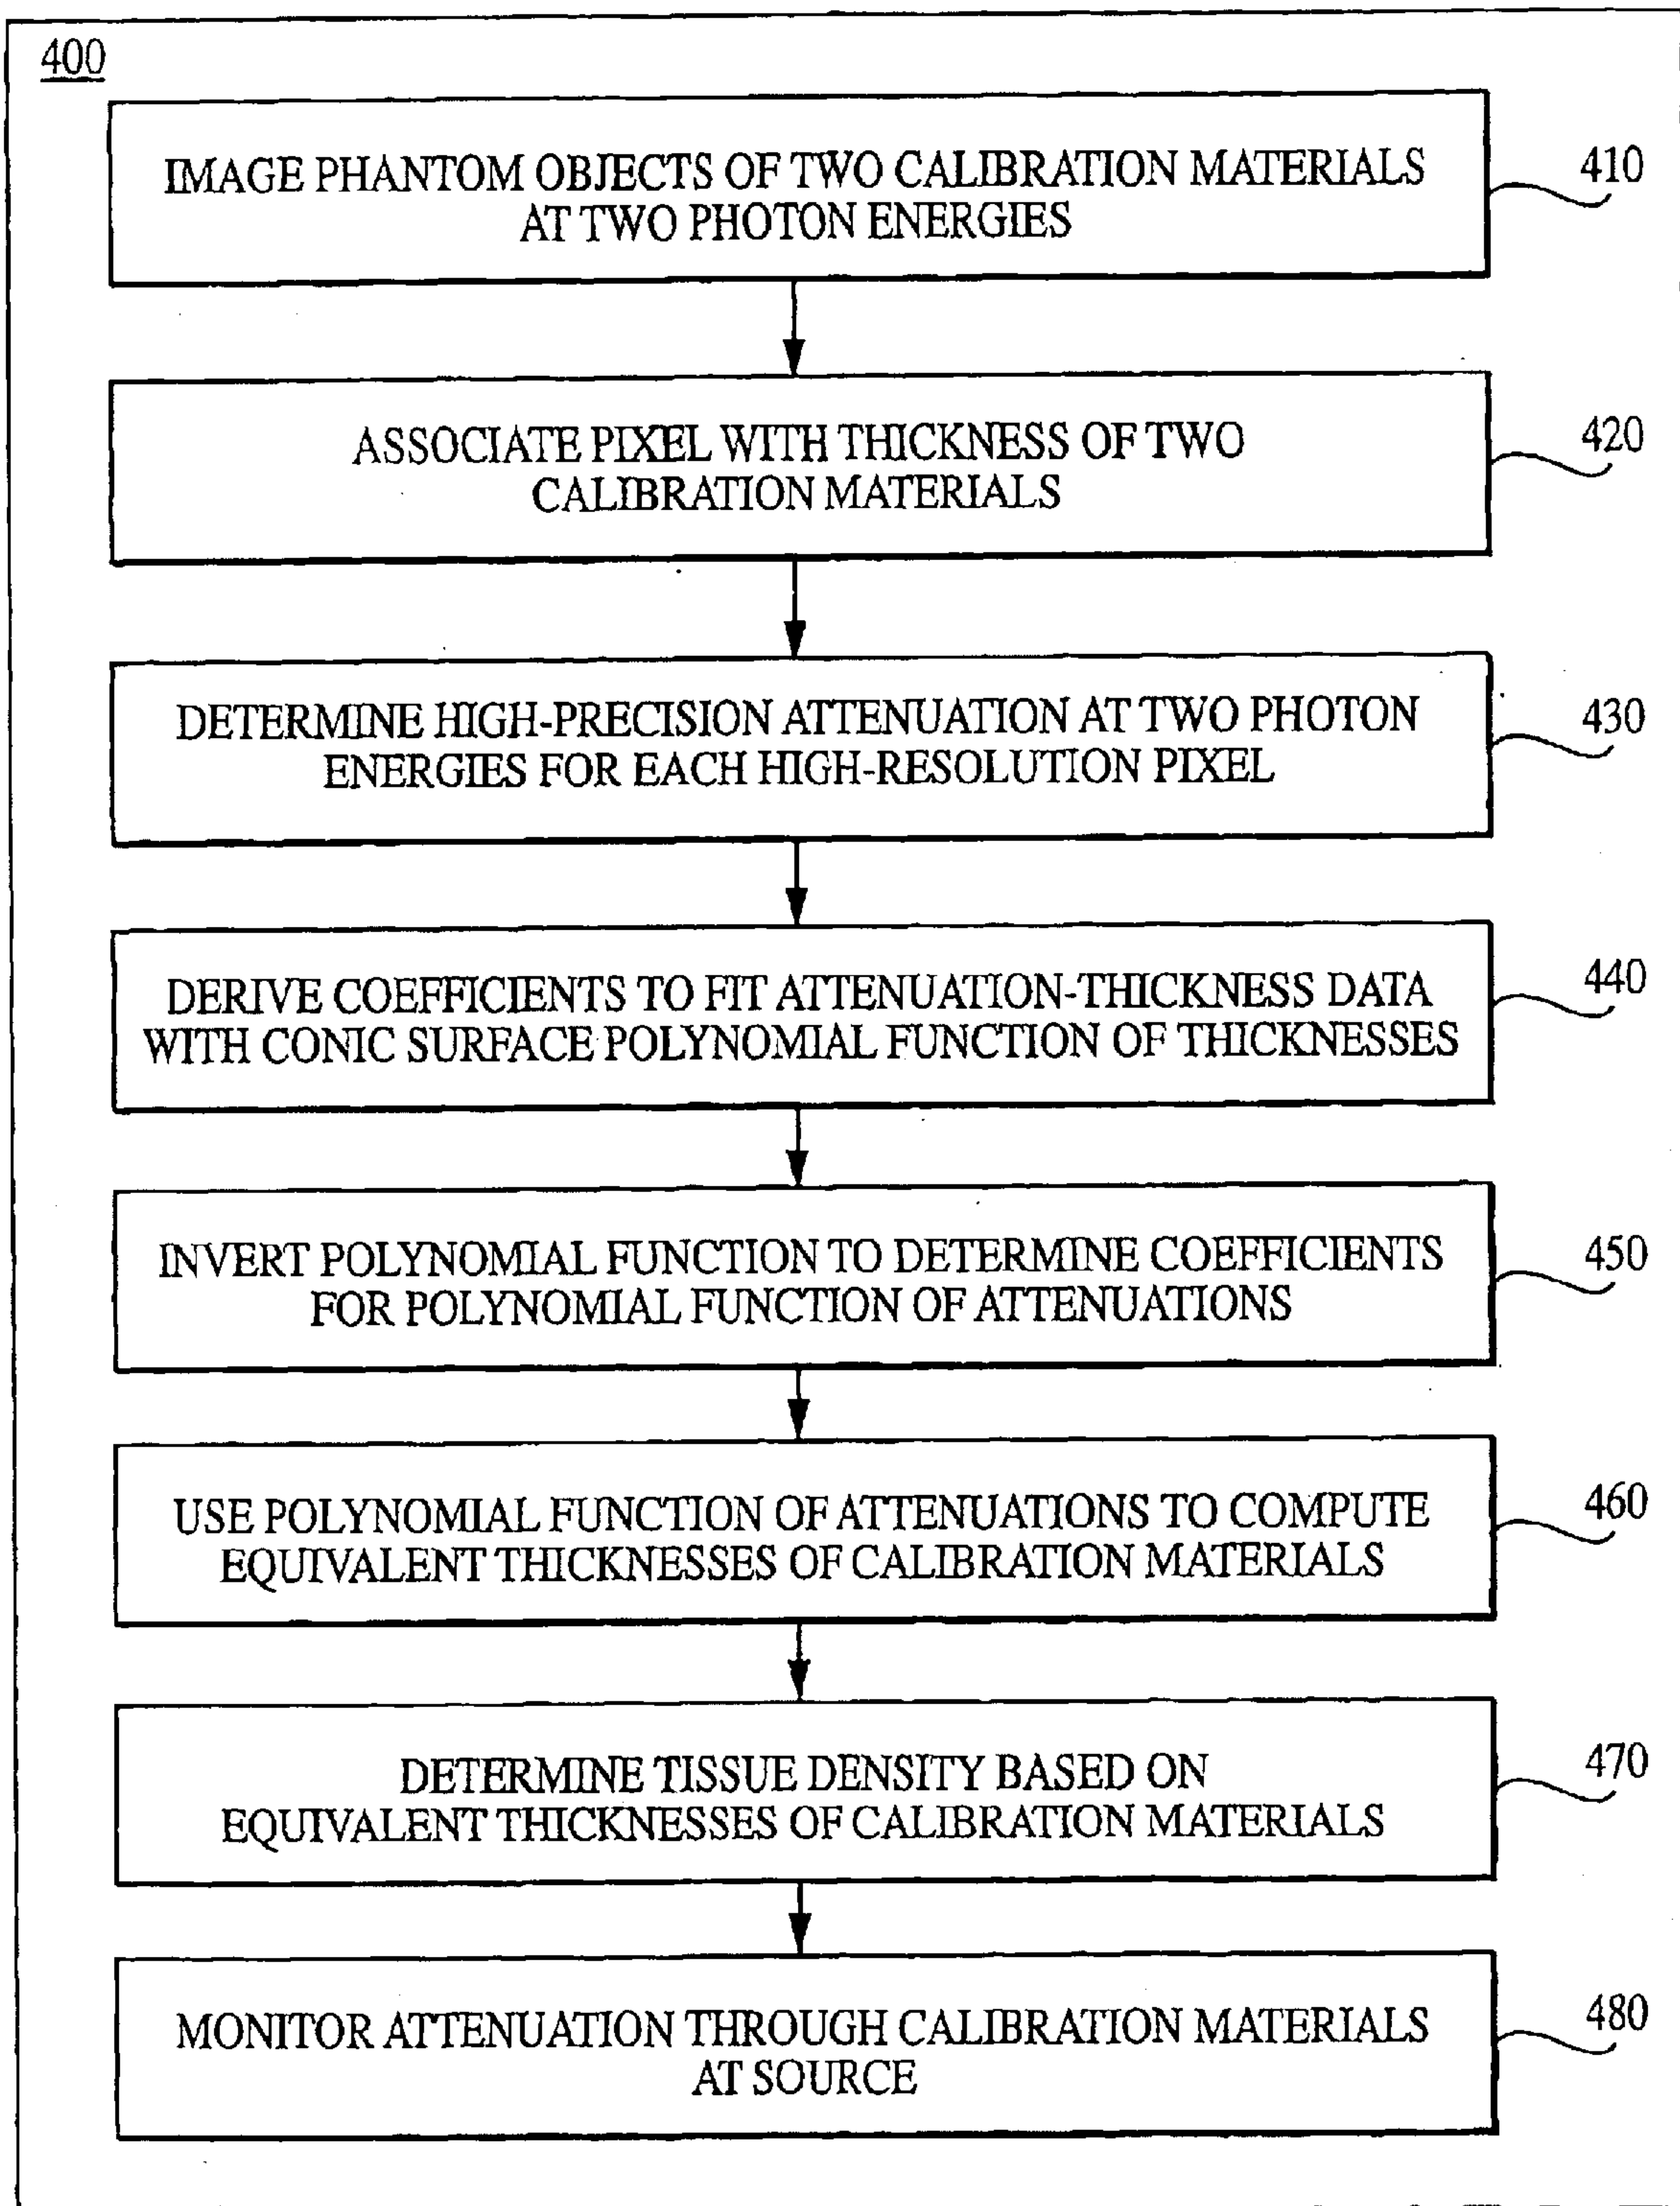 400
IMAGE PHANTOM OBJECTS OF TWO CALIBRATION MATERIALS
AT TWO PHOTON ENERGIES
410
ASSOCIATE PIXEL WITH THICKNESS OF TWO
CALIBRATION MATERIALS
420
DETERMINE HIGH-PRECISION ATTENUATION AT TWO PHOTON
ENERGIES FOR EACH HIGH-RESOLUTION PIXEL
430
DERIVE COEFFICIENTS TO FIT ATTENUATION-THICKNESS DATA
WITH CONIC SURFACE POLYNOMIAL FUNCTION OF THICKNESSES
440
INVERT POLYNOMIAL FUNCTION TO DETERMINE COEFFICIENTS
FOR POLYNOMIAL FUNCTION OF ATTENUATIONS
450
USE POLYNOMIAL FUNCTION OF ATTENUATIONS TO COMPUTE
EQUIVALENT THICKNESSES OF CALIBRATION MATERIALS
460
DETERMINE TISSUE DENSITY BASED ON
EQUIVALENT THICKNESSES OF CALIBRATION MATERIALS
470
MONITOR ATTENUATION THROUGH CALIBRATION MATERIALS
AT SOURCE
480